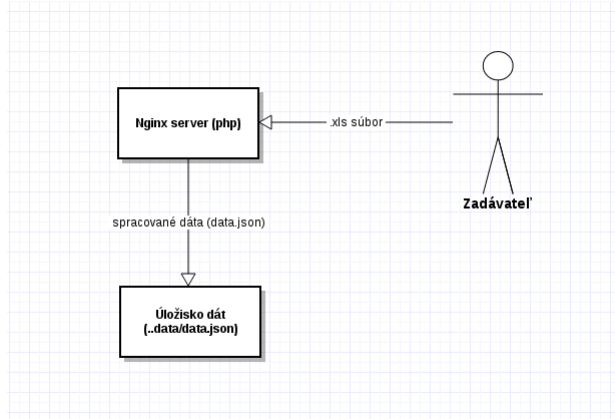 Nginx server (php)
.xls súbor
Zadávateľ
spracované dáta (data.json)
Úložisko dát
(..data/data.json)